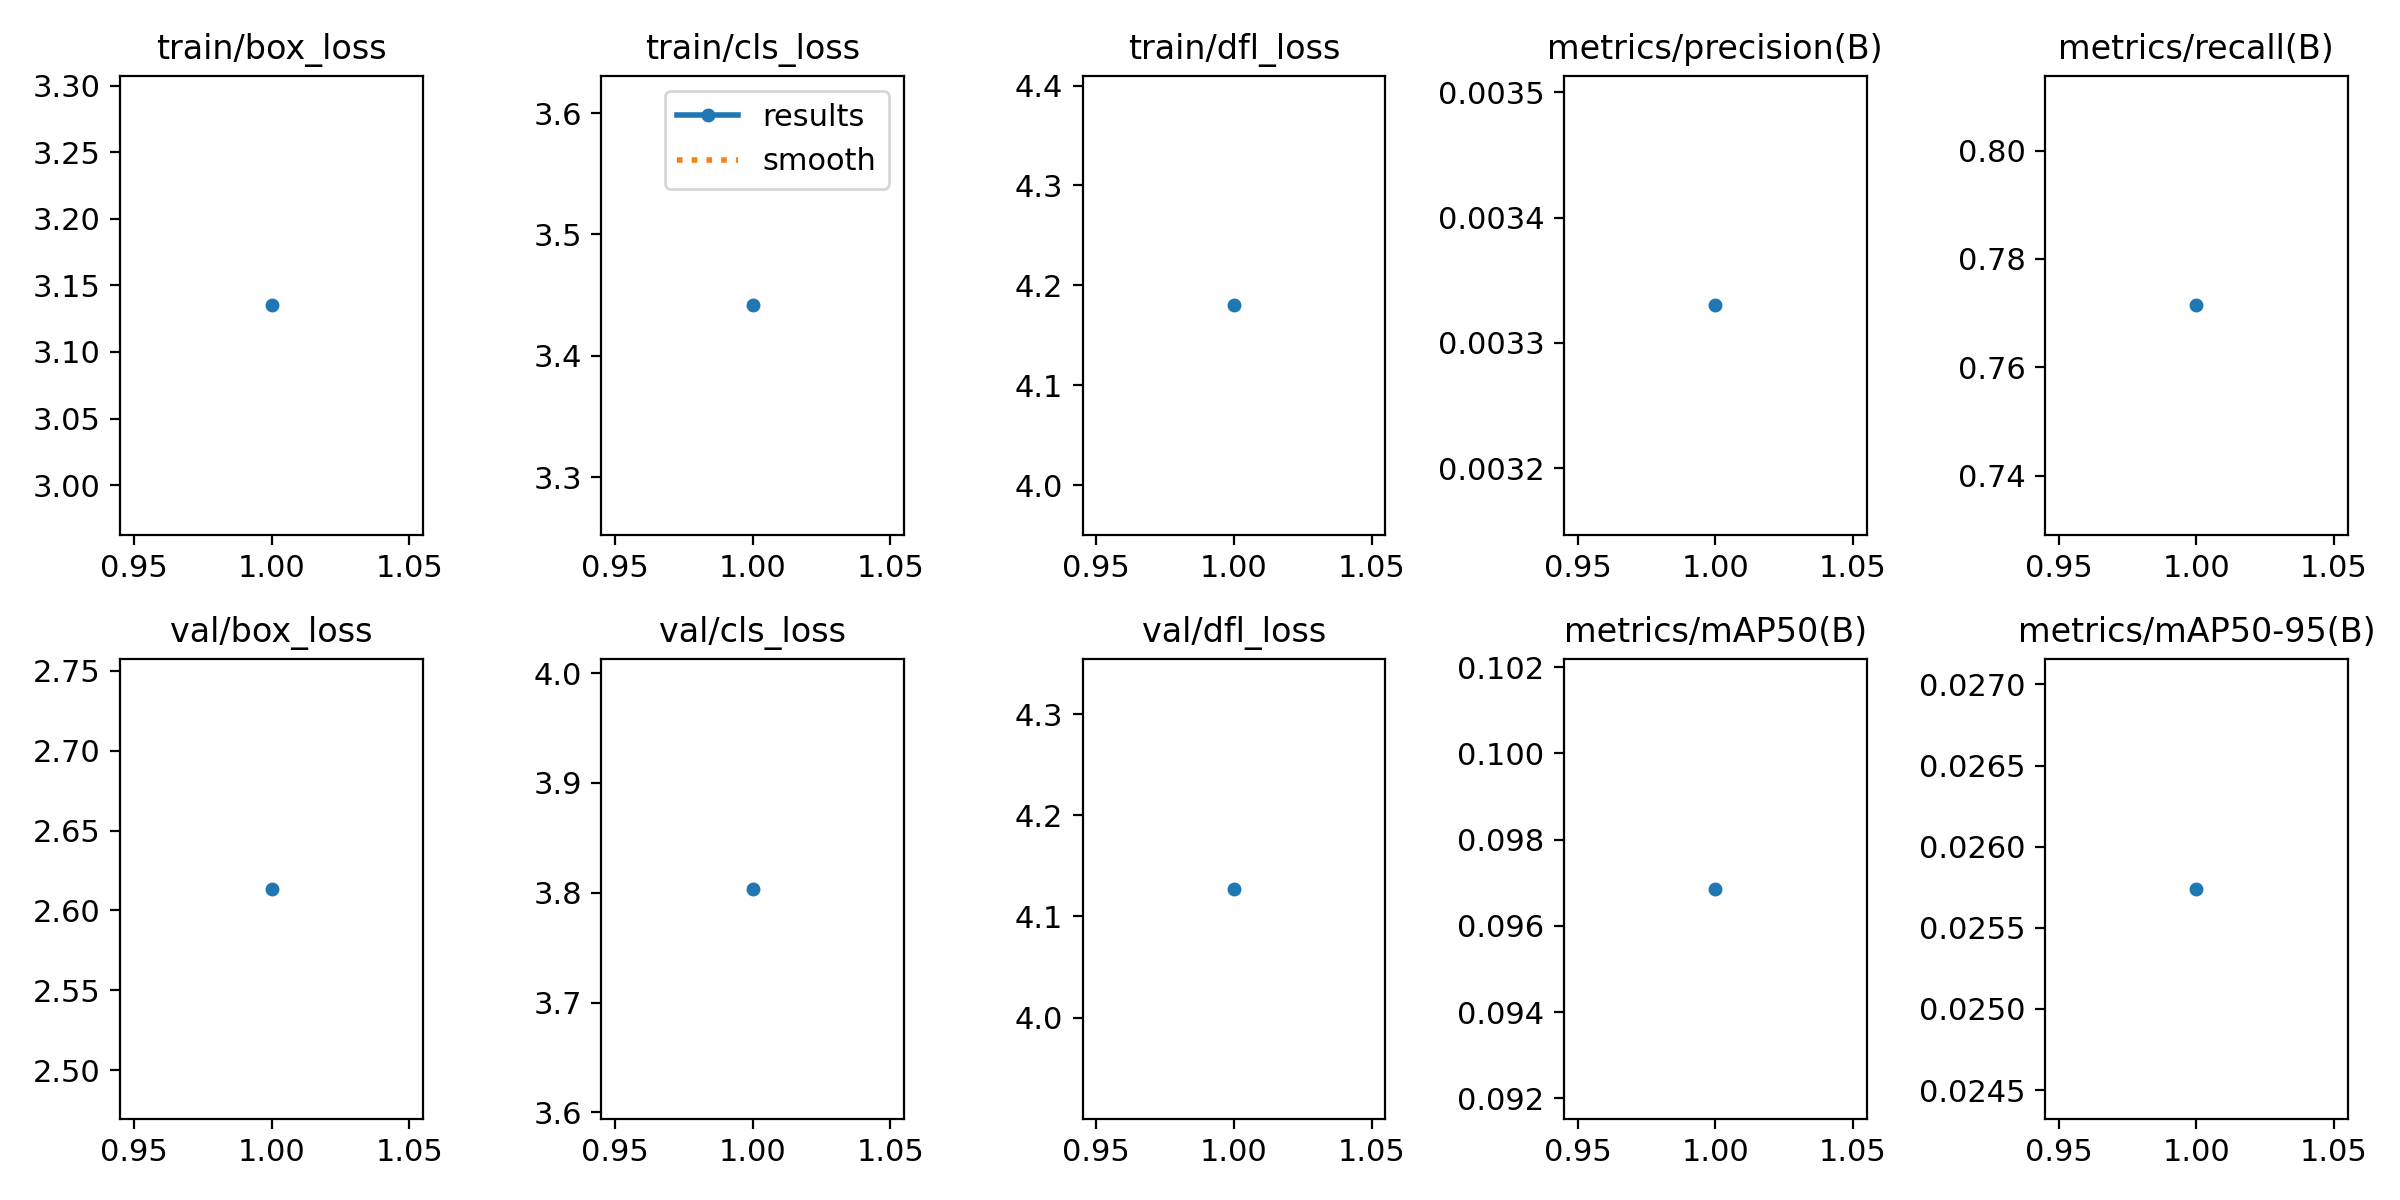 train/box_loss
3.30
3.25
3.20
3.15
3.10
3.05
3.00
0.95 1.00 1.05
train/cls_loss
results
smooth
3.6
3.5
3.4
3.3
0.95 1.00 1.05
train/dfl_loss
4.4
4.3
4.2
4.1
4.0
0.95 1.00 1.05
metrics/precision(B)
0.0035
0.0034
0.0033
0.0032
0.95 1.00 1.05
metrics/recall(B)
0.80
0.78
0.76
0.74
0.95 1.00 1.05
val/box_loss
2.75
2.70
2.65
2.60
2.55
2.50
0.95 1.00 1.05
val/cls_loss
4.0
3.9
3.8
3.7
3.6
0.95 1.00 1.05
val/dfl_loss
4.3
4.2
4.1
4.0
0.95 1.00 1.05
metrics/mAP50(B)
0.102
0.100
0.098
0.096
0.094
0.092
0.95 1.00 1.05
metrics/mAP50-95(B)
0.0270
0.0265
0.0260
0.0255
0.0250
0.0245
0.95 1.00 1.05